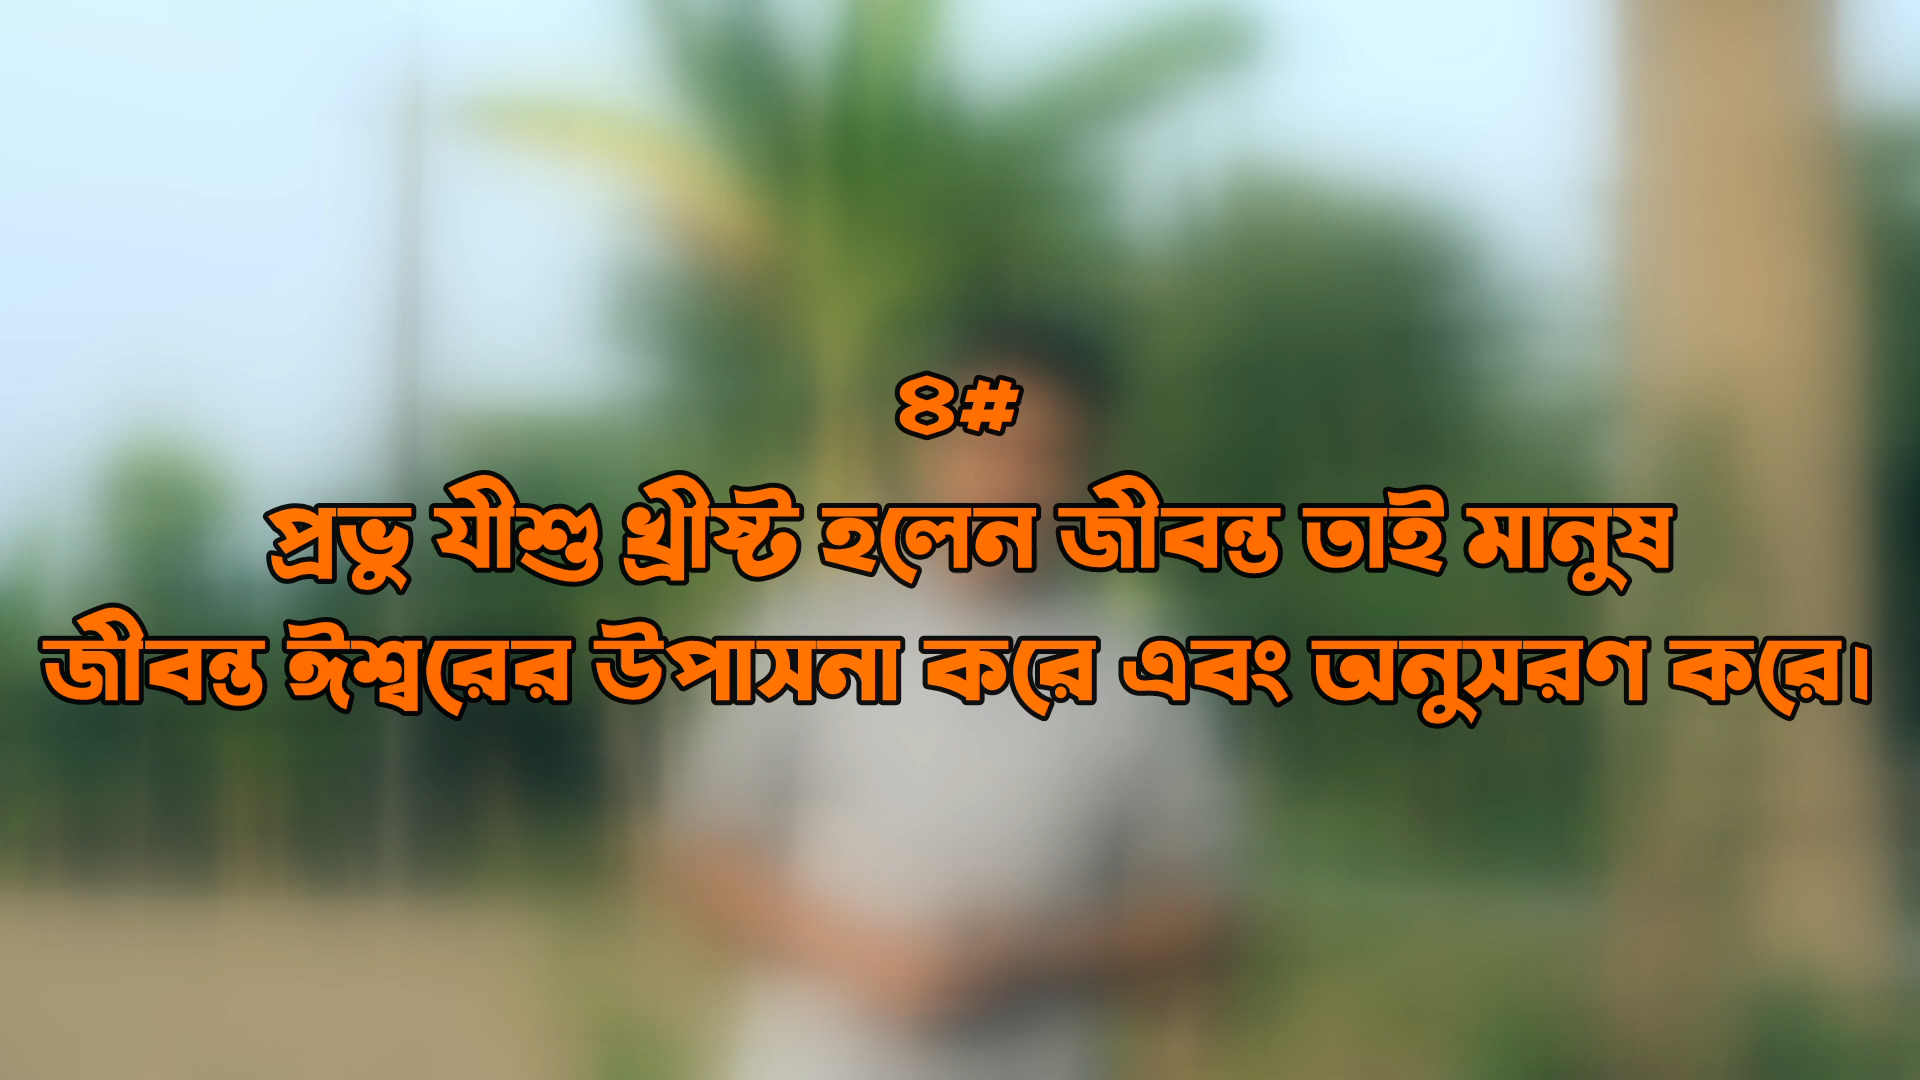 ৪#
প্রভু যীশু খ্রীষ্ট হলেন জীবন্ত তাই মানুষ
জীবন্ত ঈশ্বরের উপাসনা করে এবং অনুসরণ করে।